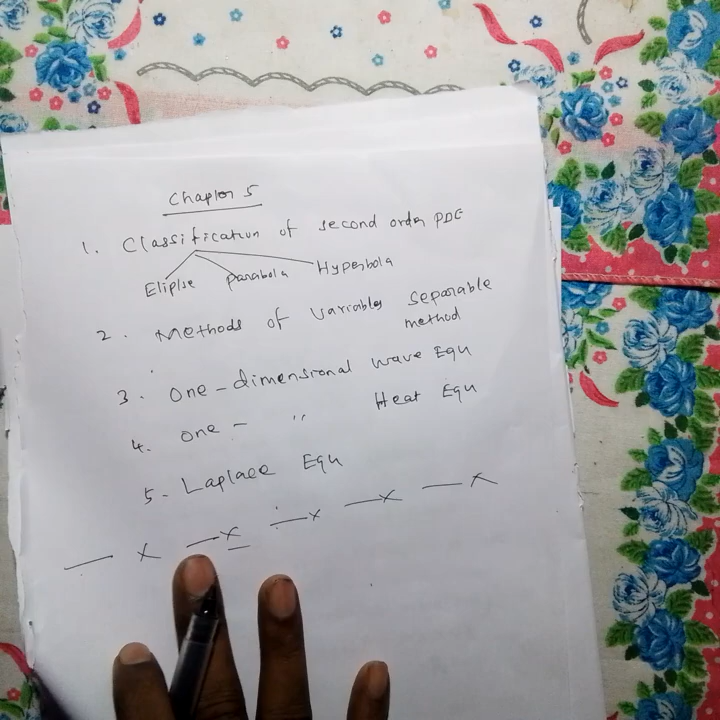 Chapter 5
1. Classification of second order PDE
Eliplse parabola Hyperbola
2. Methods of variables separable
method
3. One-dimensional wave Equ
4. One - " Heat Equ
5- Laplace Equ